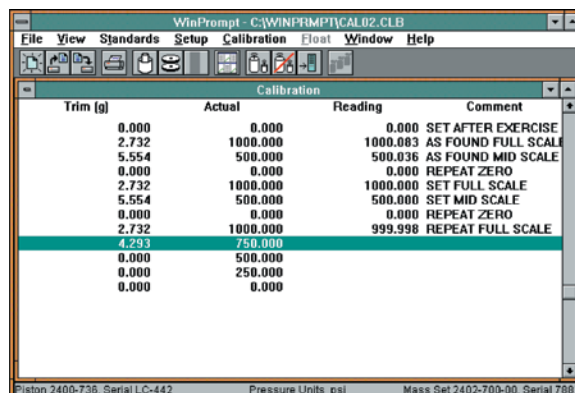 WinPrompt - C:\WINPRMPT\CAL02.CLB
File View Standards Setup Calibration Float Window Help
Calibration
Trim (g) Actual Reading Comment
0.000 0.000 0.000 SET AFTER EXERCISE
2.732 1000.000 1000.083 AS FOUND FULL SCALE
5.554 500.000 500.036 AS FOUND MID SCALE
0.000 0.000 0.000 REPEAT ZERO
2.732 1000.000 1000.000 SET FULL SCALE
5.554 500.000 500.000 SET MID SCALE
0.000 0.000 0.000 REPEAT ZERO
2.732 1000.000 999.998 REPEAT FULL SCALE
4.293 750.000
0.000 500.000
0.000 250.000
0.000 0.000
Piston 2400-736, Serial LC-442 Pressure Units psi Mass Set 2402-700-00, Serial 788